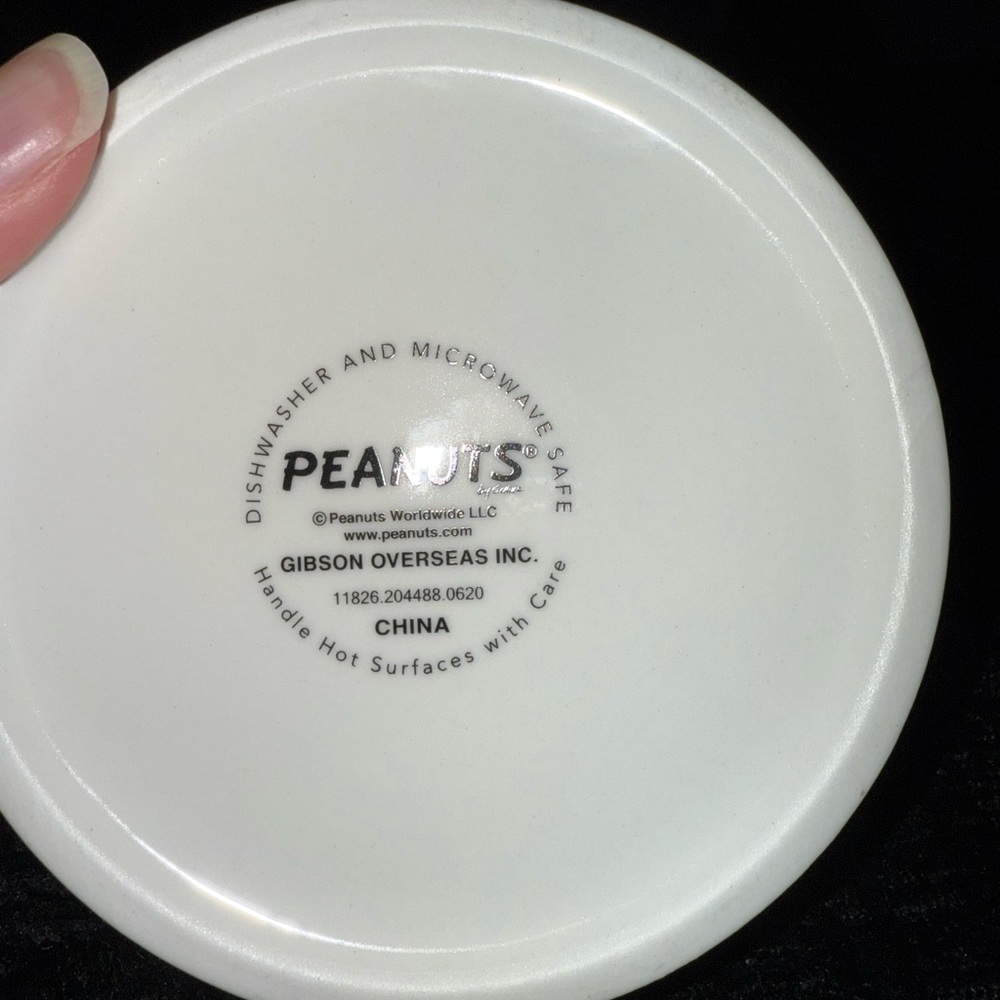 DISHWASHER AND MICROWAVE SAFE
PEANUTS®
©Peanuts Worldwide LLC
www.peanuts.com
GIBSON OVERSEAS INC.
11826.204488.0620
CHINA
Handle Hot Surfaces with Care